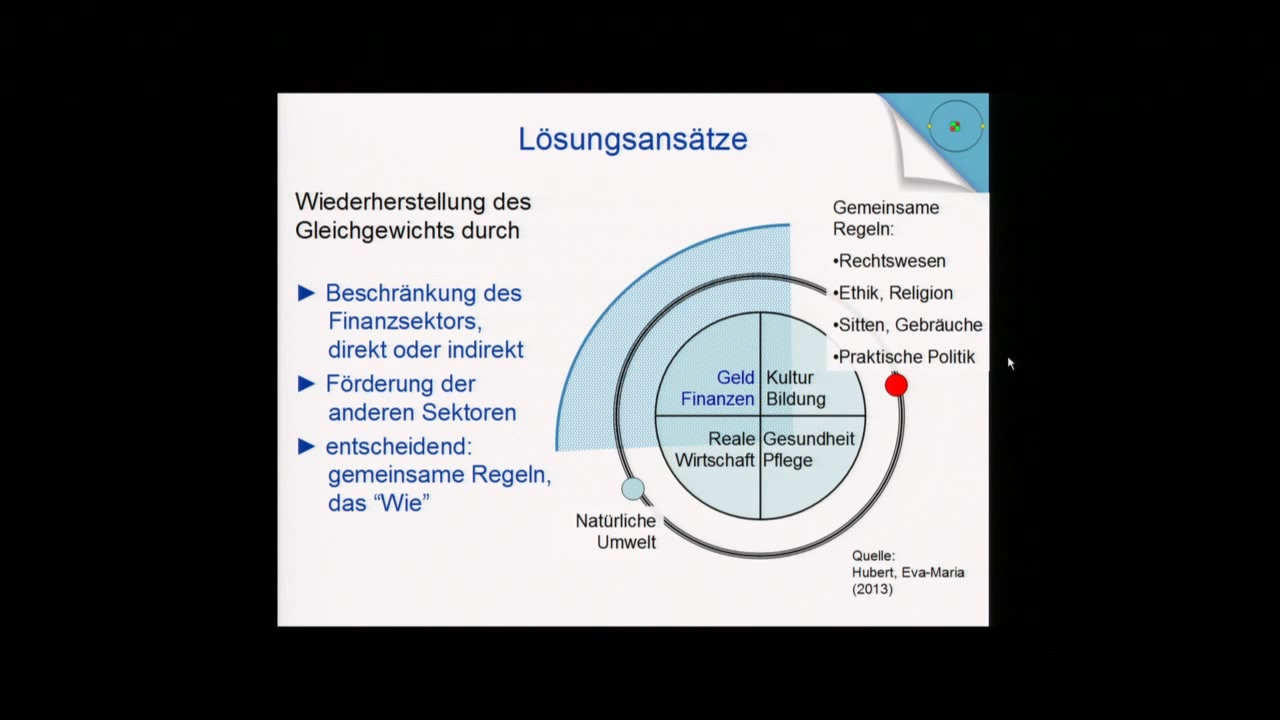 Lösungsansätze
Wiederherstellung des
Gleichgewichts durch
► Beschränkung des
Finanzsektors,
direkt oder indirekt
► Förderung der
anderen Sektoren
► entscheidend:
gemeinsame Regeln,
das “Wie”
Gemeinsame
Regeln:
•Rechtswesen
•Ethik, Religion
•Sitten, Gebräuche
•Praktische Politik
Geld
Finanzen
Kultur
Bildung
Reale
Wirtschaft
Gesundheit
Pflege
Natürliche
Umwelt
Quelle:
Hubert, Eva-Maria
(2013)